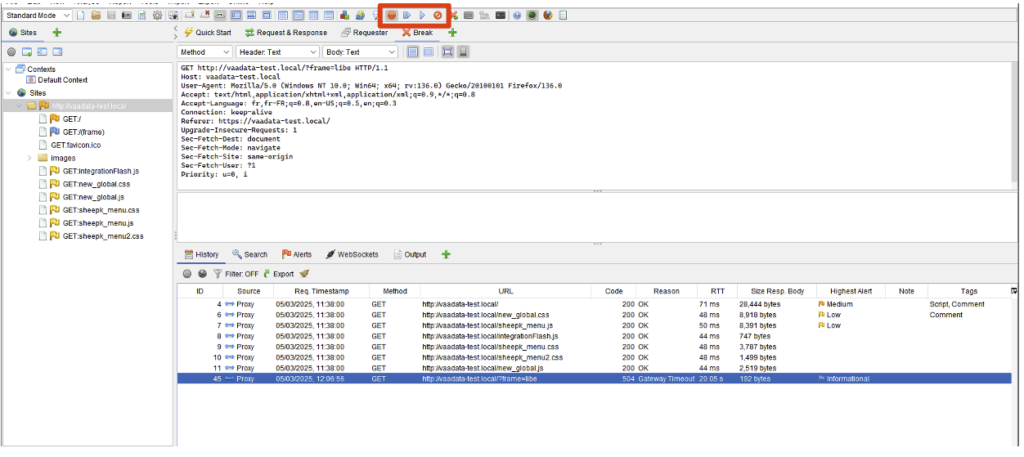 Standard Mode
Sites
Quick Start Request & Response Requester Break
Method Header: Text Body: Text
Contexts
Default Context
Sites
http://vaadata-test.local
GET:/
GET:/(frame)
GET:favicon.ico
images
GET:integrationFlash.js
GET:new_global.css
GET:new_global.js
GET:sheepk_menu.css
GET:sheepk_menu.js
GET:sheepk_menu2.css
GET http://vaadata-test.local/?frame=libe HTTP/1.1
Host: vaadata-test.local
User-Agent: Mozilla/5.0 (Windows NT 10.0; Win64; x64; rv:136.0) Gecko/20100101 Firefox/136.0
Accept: text/html,application/xhtml+xml,application/xml;q=0.9,*/*;q=0.8
Accept-Language: fr,fr-FR;q=0.8,en-US;q=0.5,en;q=0.3
Connection: keep-alive
Referer: https://vaadata-test.local/
Upgrade-Insecure-Requests: 1
Sec-Fetch-Dest: document
Sec-Fetch-Mode: navigate
Sec-Fetch-Site: same-origin
Sec-Fetch-User: ?1
Priority: u=0, i
History Search Alerts WebSockets Output
Filter: OFF Export
ID Source Req. Timestamp Method URL Code Reason RTT Size Resp. Body Highest Alert Note Tags
4 Proxy 05/03/2025, 11:38:00 GET http://vaadata-test.local/ 200 OK 71 ms 28,444 bytes Medium Script, Comment
6 Proxy 05/03/2025, 11:38:00 GET http://vaadata-test.local/new_global.css 200 OK 48 ms 8,918 bytes Low Comment
7 Proxy 05/03/2025, 11:38:00 GET http://vaadata-test.local/sheepk_menu.js 200 OK 50 ms 8,391 bytes Low
8 Proxy 05/03/2025, 11:38:00 GET http://vaadata-test.local/integrationFlash.js 200 OK 44 ms 747 bytes
9 Proxy 05/03/2025, 11:38:00 GET http://vaadata-test.local/sheepk_menu.css 200 OK 48 ms 3,787 bytes
10 Proxy 05/03/2025, 11:38:00 GET http://vaadata-test.local/sheepk_menu2.css 200 OK 48 ms 1,499 bytes
11 Proxy 05/03/2025, 11:38:00 GET http://vaadata-test.local/new_global.js 200 OK 44 ms 2,519 bytes
45 Proxy 05/03/2025, 12:06:56 GET http://vaadata-test.local/?frame=libe 504 Gateway Timeout 20.05 s 192 bytes Informational